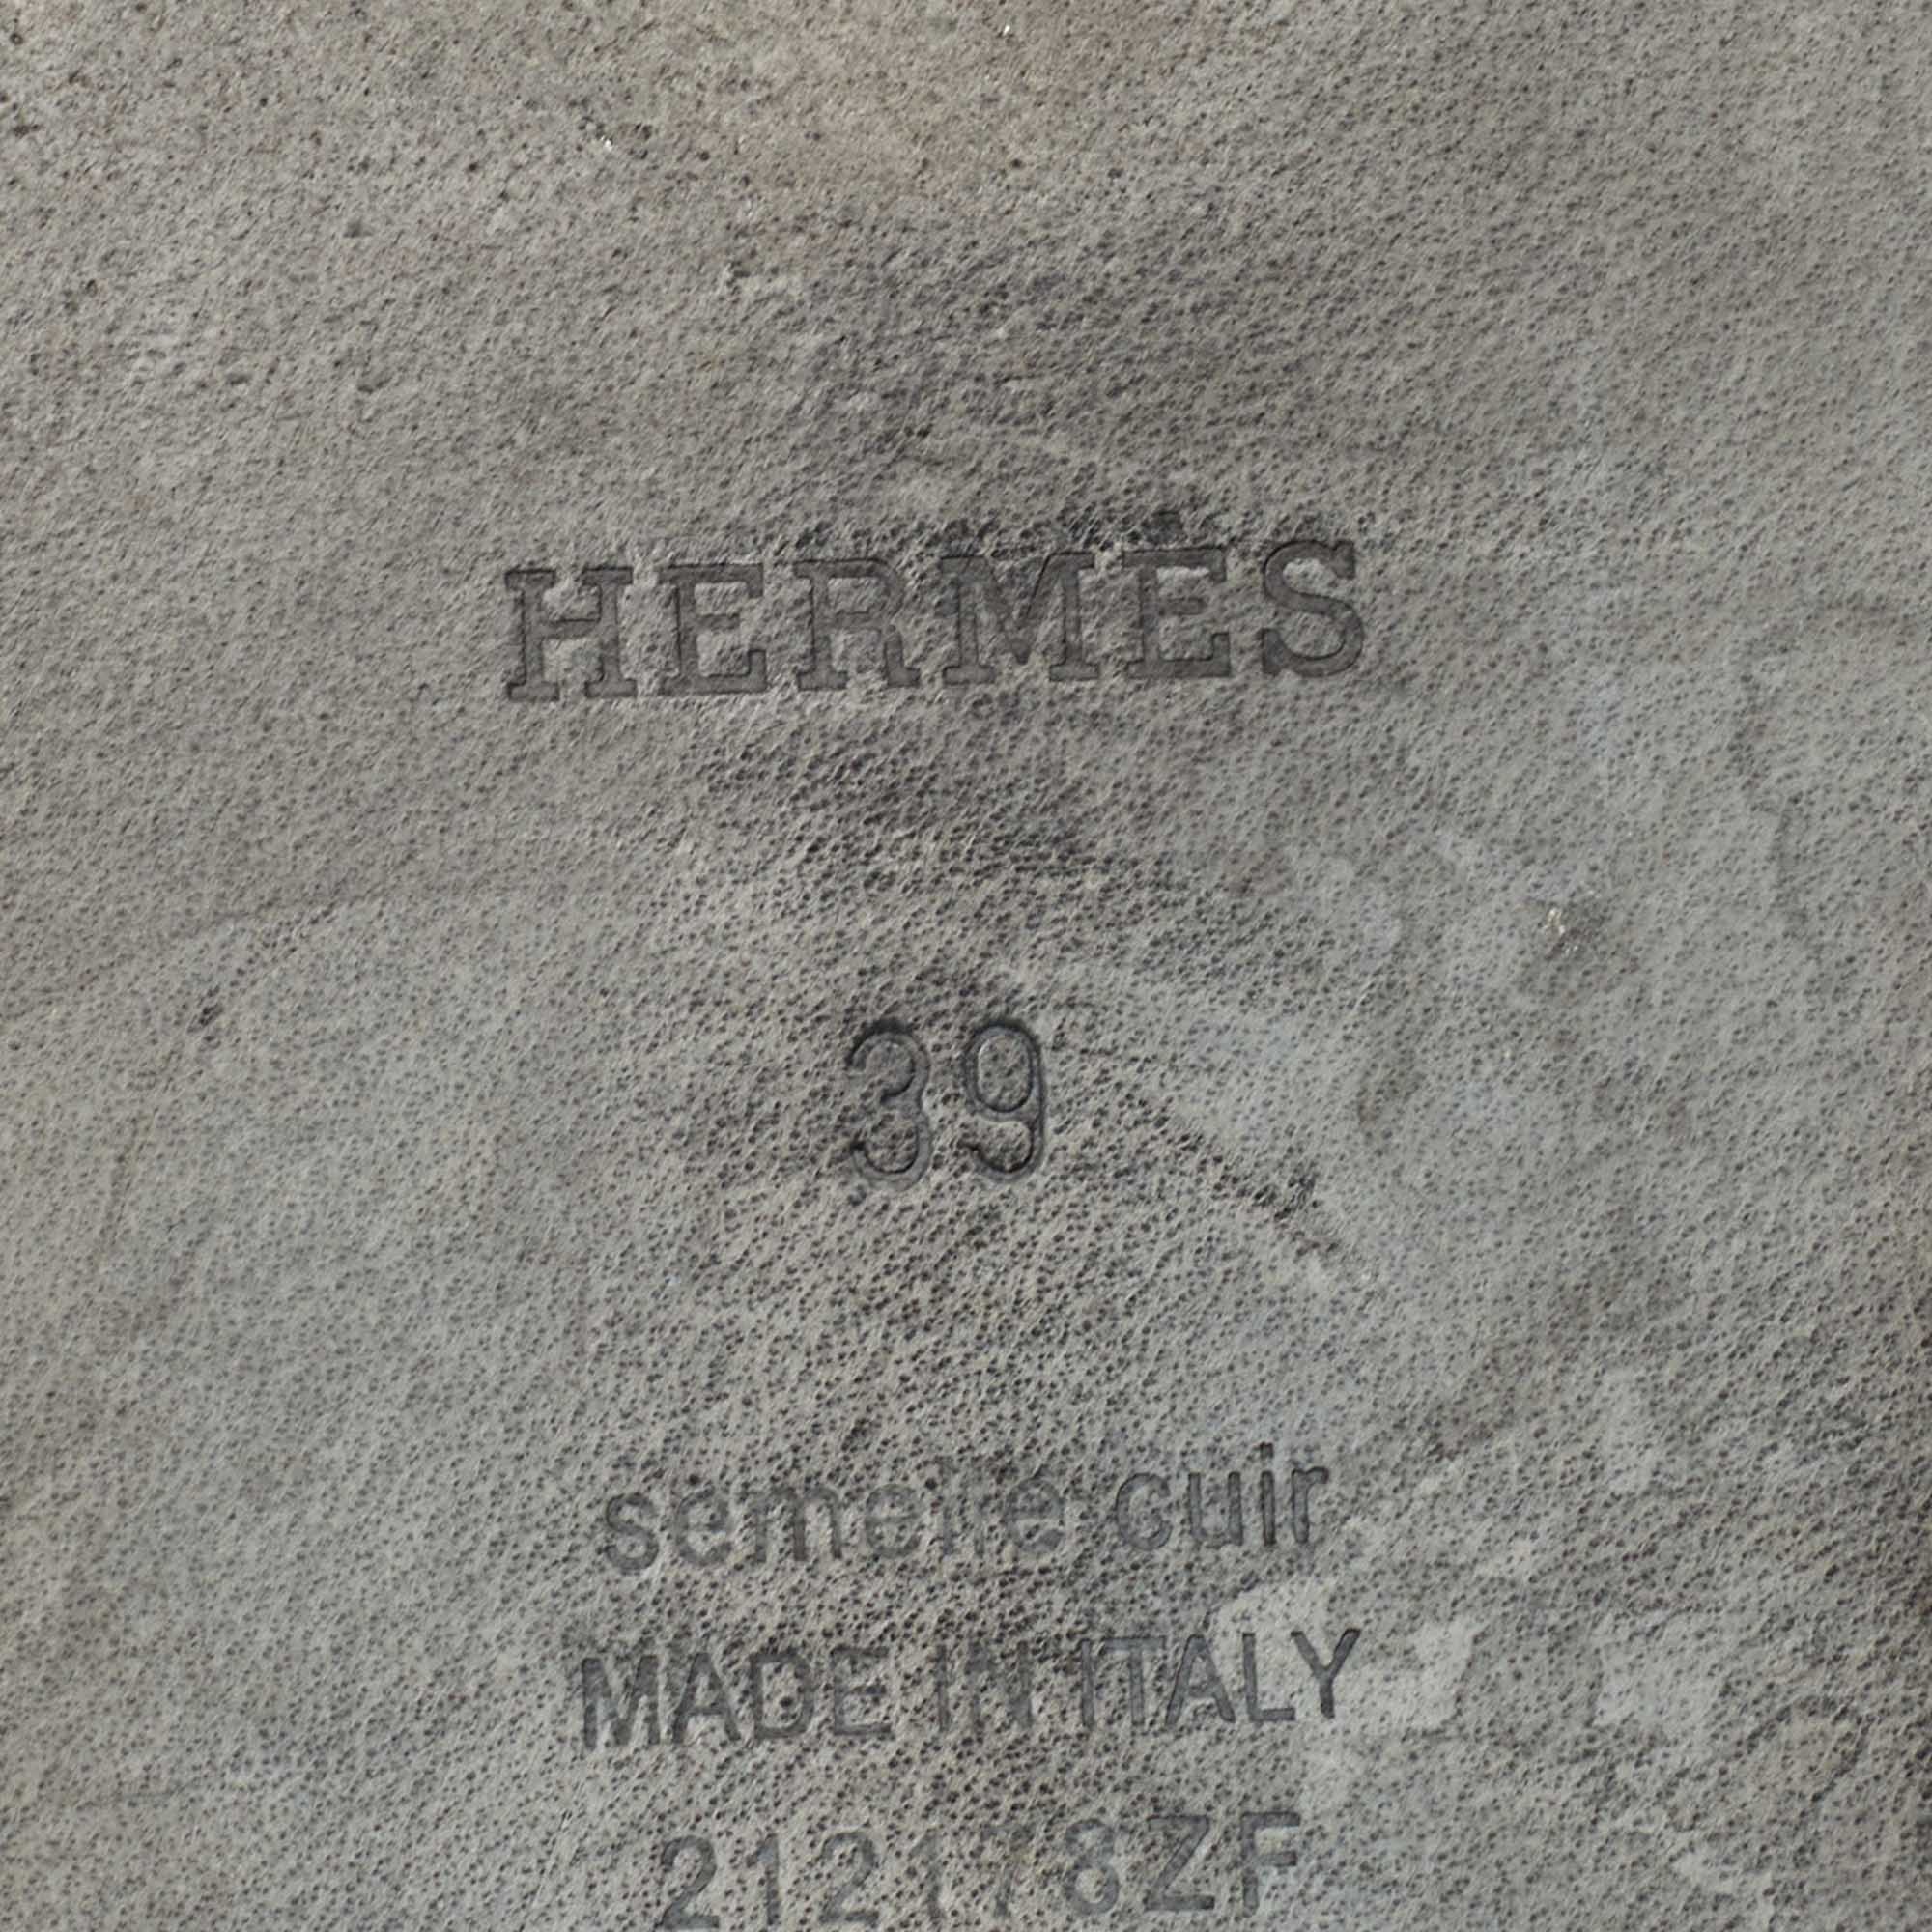 HERMÈS
39
semelle cuir
MADE IN ITALY